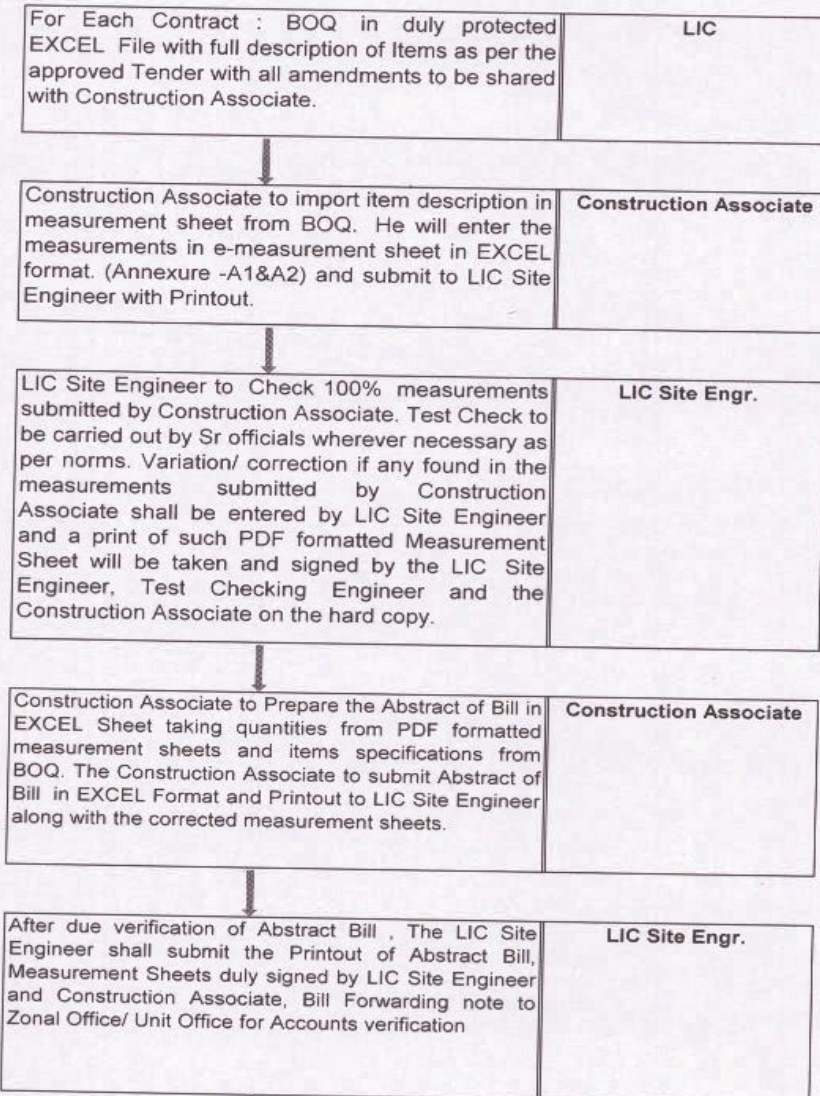 For Each Contract : BOQ in duly protected
EXCEL File with full description of Items as per the
approved Tender with all amendments to be shared
with Construction Associate.
LIC
Construction Associate to import item description in
measurement sheet from BOQ. He will enter the
measurements in e-measurement sheet in EXCEL
format. (Annexure -A1&A2) and submit to LIC Site
Engineer with Printout.
Construction Associate
LIC Site Engineer to Check 100% measurements
submitted by Construction Associate. Test Check to
be carried out by Sr officials wherever necessary as
per norms. Variation/ correction if any found in the
measurements submitted by Construction
Associate shall be entered by LIC Site Engineer
and a print of such PDF formatted Measurement
Sheet will be taken and signed by the LIC Site
Engineer, Test Checking Engineer and the
Construction Associate on the hard copy.
LIC Site Engr.
Construction Associate to Prepare the Abstract of Bill in
EXCEL Sheet taking quantities from PDF formatted
measurement sheets and items specifications from
BOQ. The Construction Associate to submit Abstract of
Bill in EXCEL Format and Printout to LIC Site Engineer
along with the corrected measurement sheets.
Construction Associate
After due verification of Abstract Bill , The LIC Site
Engineer shall submit the Printout of Abstract Bill,
Measurement Sheets duly signed by LIC Site Engineer
and Construction Associate, Bill Forwarding note to
Zonal Office/ Unit Office for Accounts verification
LIC Site Engr.